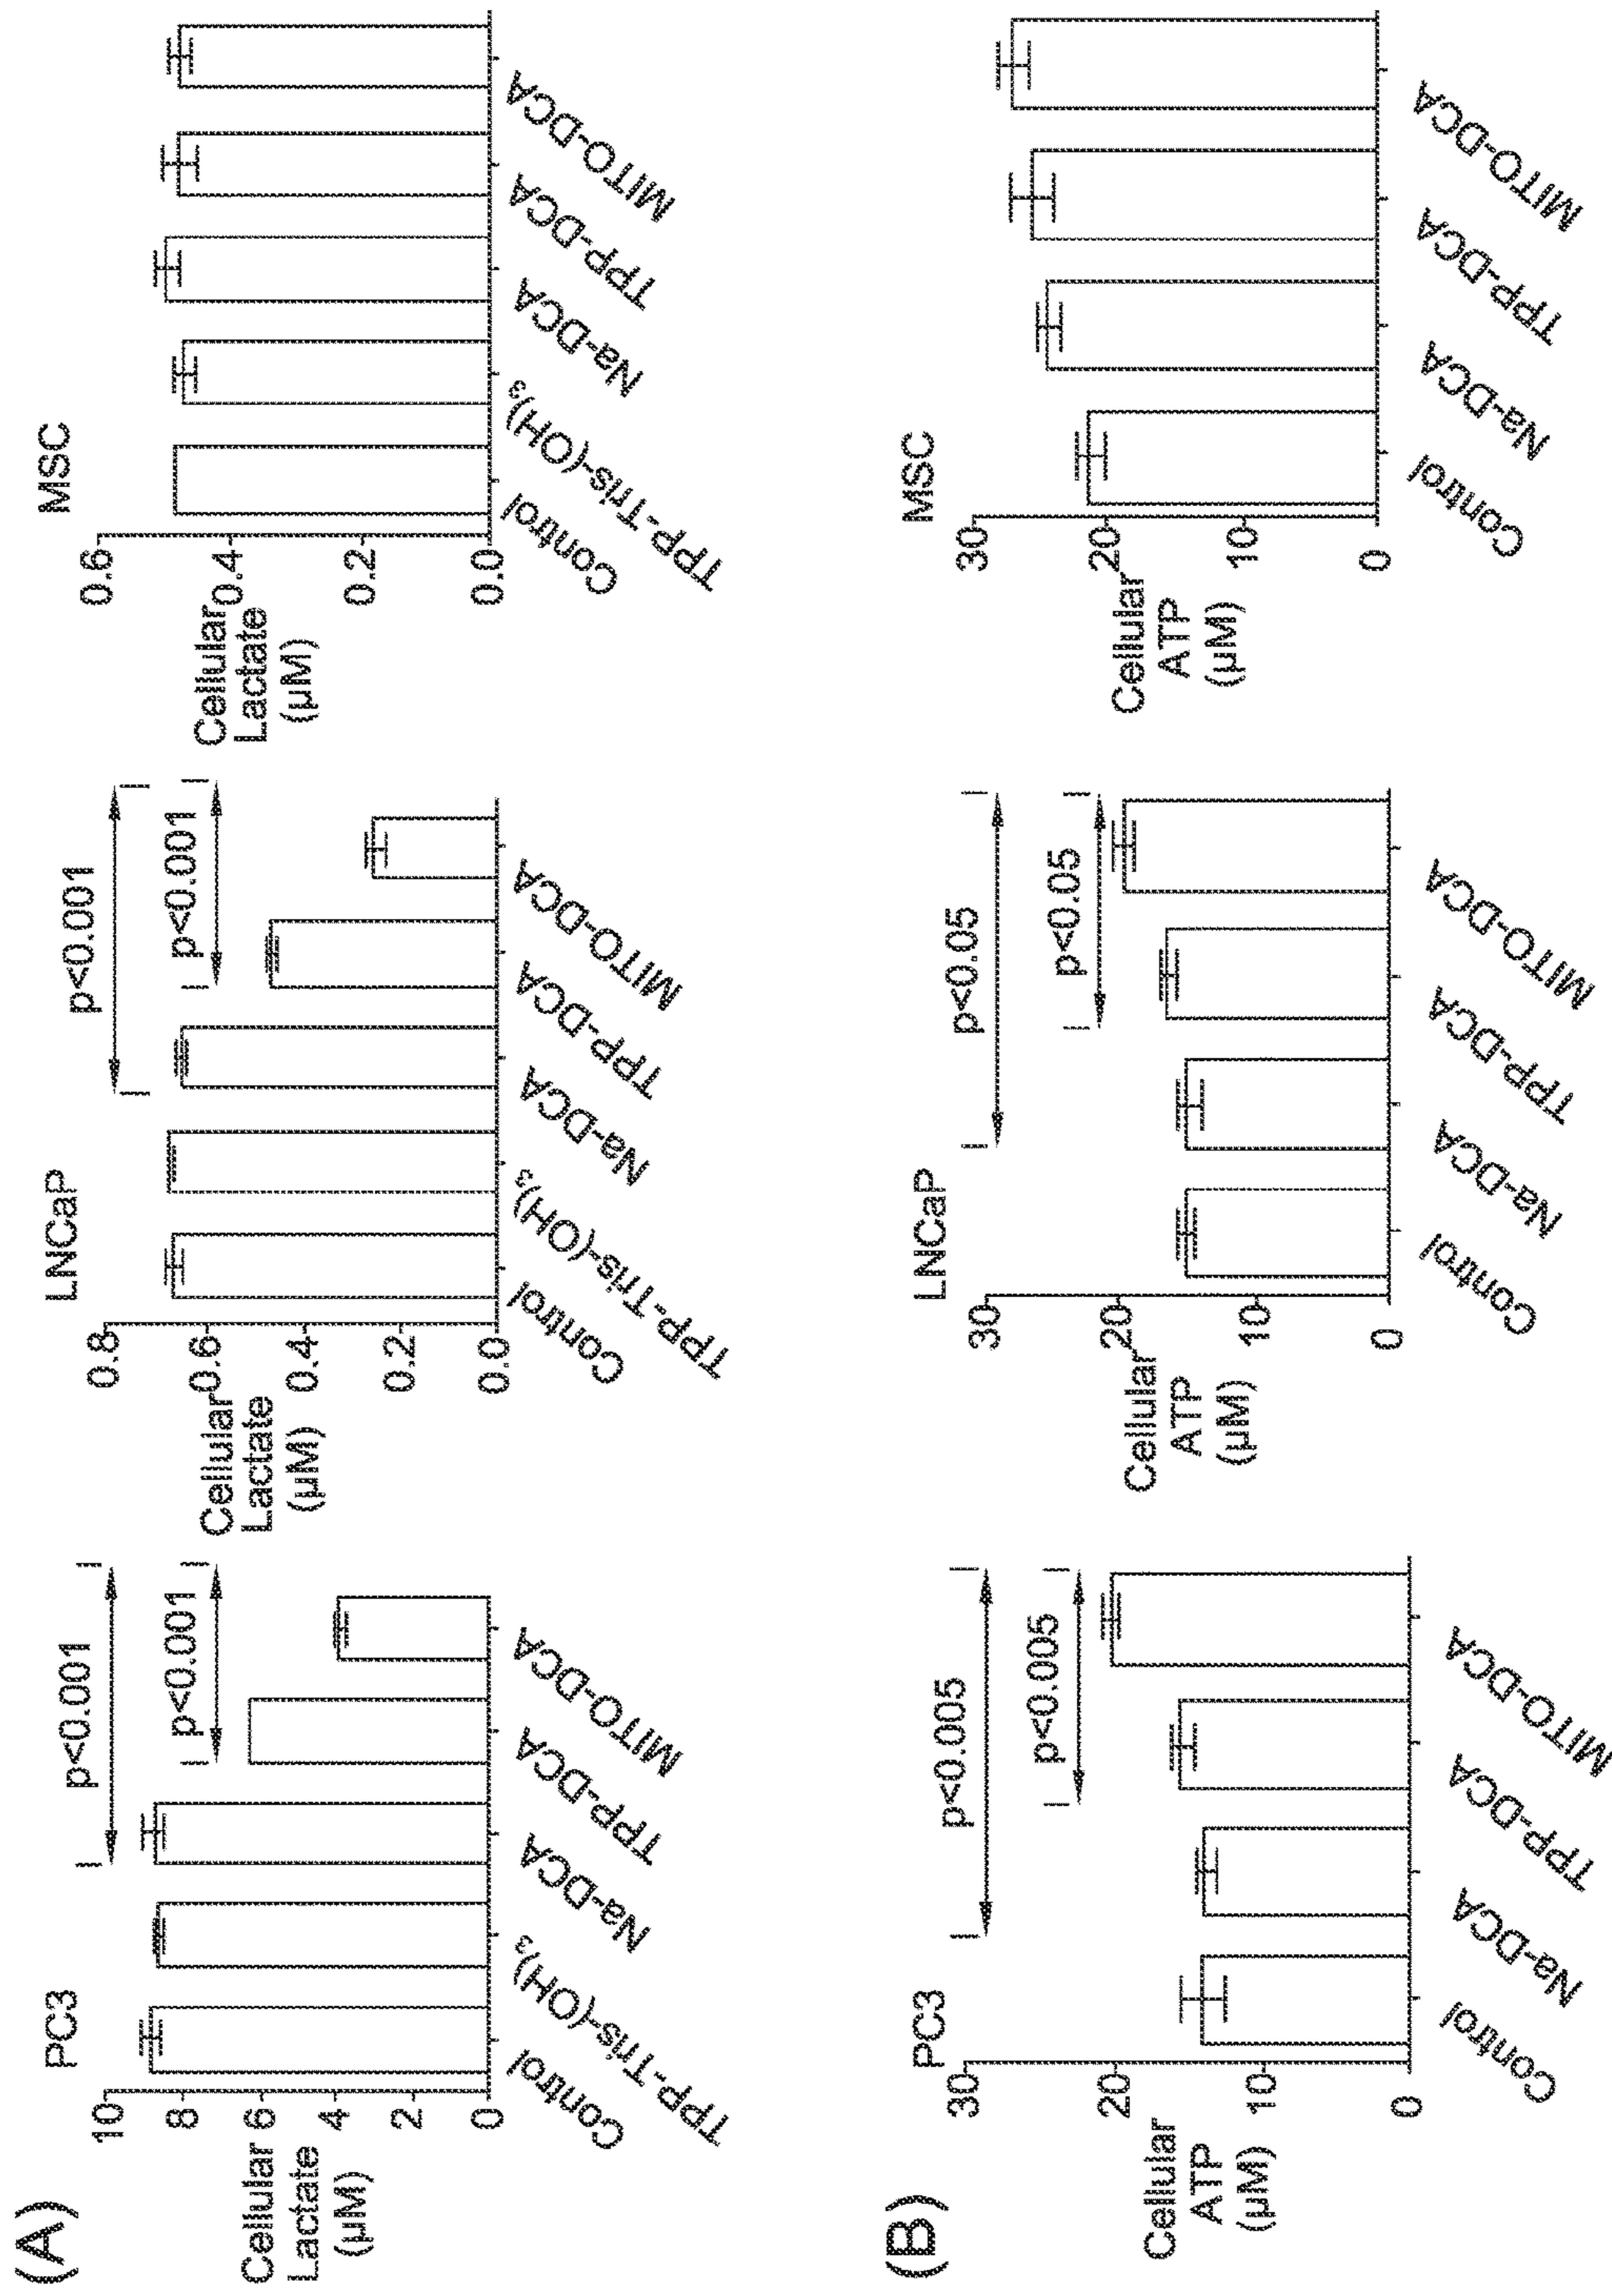 (A)
PC3
p<0.001
p<0.001
10
8
6
4
2
0
Cellular
Lactate
(µM)
Control
TPP-Tris-(OH)₃
Na-DCA
TPP-DCA
MITO-DCA
LNCaP
p<0.001
p<0.001
0.8
0.6
0.4
0.2
0.0
Cellular
Lactate
(µM)
Control
TPP-Tris-(OH)₃
Na-DCA
TPP-DCA
MITO-DCA
MSC
0.6
0.4
0.2
0.0
Cellular
Lactate
(µM)
Control
TPP-Tris-(OH)₃
Na-DCA
TPP-DCA
MITO-DCA
(B)
PC3
p<0.005
p<0.005
30
20
10
0
Cellular
ATP
(µM)
Control
Na-DCA
TPP-DCA
MITO-DCA
LNCaP
p<0.05
p<0.05
30
20
10
0
Cellular
ATP
(µM)
Control
Na-DCA
TPP-DCA
MITO-DCA
MSC
30
20
10
0
Cellular
ATP
(µM)
Control
Na-DCA
TPP-DCA
MITO-DCA